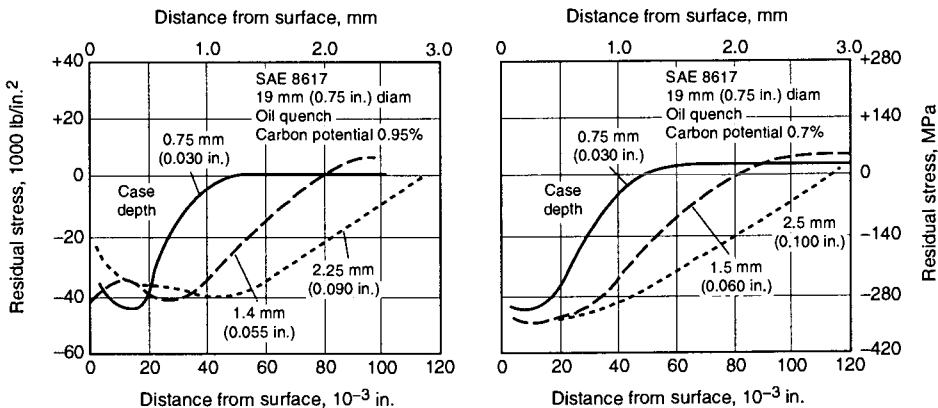 Distance from surface, mm
0 1.0 2.0 3.0
+40
+20
0
−20
−40
−60
Residual stress, 1000 lb/in.²
SAE 8617
19 mm (0.75 in.) diam
Oil quench
Carbon potential 0.95%
0.75 mm
(0.030 in.)
Case
depth
2.25 mm
(0.090 in.)
1.4 mm
(0.055 in.)
0 20 40 60 80 100 120
Distance from surface, 10⁻³ in.
Distance from surface, mm
0 1.0 2.0 3.0
+280
+140
0
−140
−280
−420
Residual stress, MPa
SAE 8617
19 mm (0.75 in.) diam
Oil quench
Carbon potential 0.7%
0.75 mm
(0.030 in.)
Case
depth
2.5 mm
(0.100 in.)
1.5 mm
(0.060 in.)
0 20 40 60 80 100 120
Distance from surface, 10⁻³ in.